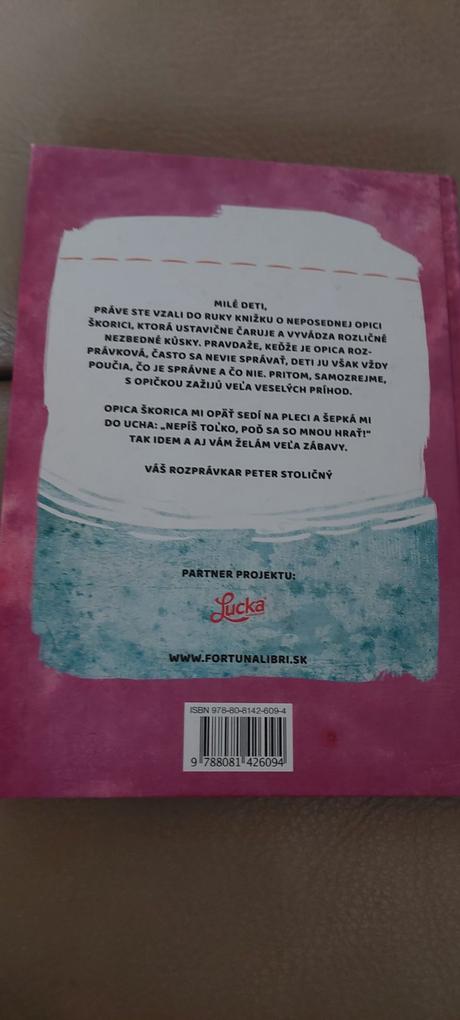 MILÉ DETI,
PRÁVE STE VZALI DO RUKY KNIŽKU O NEPOSEDNEJ OPICI
ŠKORICI, KTORÁ USTAVIČNE ČARUJE A VYVÁDZA ROZLIČNÉ
NEZBEDNÉ KÚSKY. PRAVDAŽE, KEĎŽE JE OPICA ROZ-
PRÁVKOVÁ, ČASTO SA NEVIE SPRÁVAŤ, DETI JU VŠAK VŽDY
POUČIA, ČO JE SPRÁVNE A ČO NIE. PRITOM, SAMOZREJME,
S OPIČKOU ZAŽIJÚ VEĽA VESELÝCH PRÍHOD.
OPICA ŠKORICA MI OPÄŤ SEDÍ NA PLECI A ŠEPKÁ MI
DO UCHA: „NEPÍŠ TOĽKO, POĎ SA SO MNOU HRAŤ!“
TAK IDEM A AJ VÁM ŽELÁM VEĽA ZÁBAVY.
VÁŠ ROZPRÁVKAR PETER STOLIČNÝ
PARTNER PROJEKTU:
Lucka
WWW.FORTUNALIBRI.SK
ISBN 978-80-8142-609-4
9 788081 426094